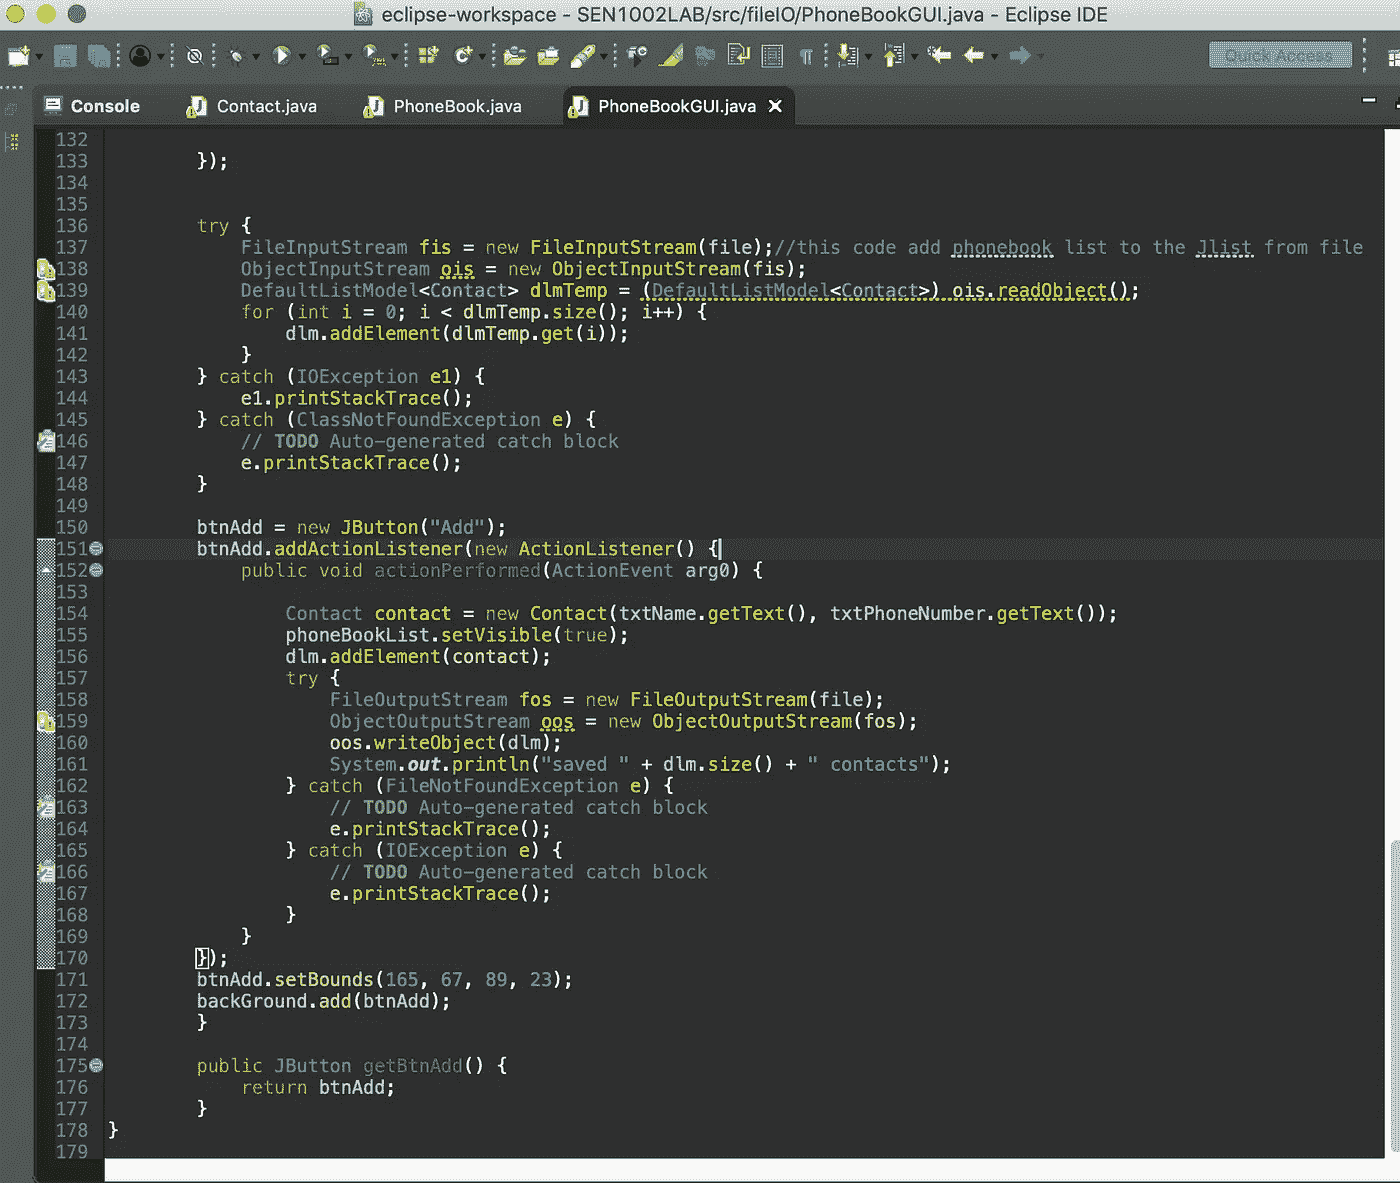 eclipse-workspace - SEN1002LAB/src/fileIO/PhoneBookGUI.java - Eclipse IDE
Quick Access
Console Contact.java PhoneBook.java PhoneBookGUI.java
132
133 });
134
135
136 try {
137 FileInputStream fis = new FileInputStream(file);//this code add phonebook list to the Jlist from file
138 ObjectInputStream ois = new ObjectInputStream(fis);
139 DefaultListModel<Contact> dlmTemp = (DefaultListModel<Contact>) ois.readObject();
140 for (int i = 0; i < dlmTemp.size(); i++) {
141 dlm.addElement(dlmTemp.get(i));
142 }
143 } catch (IOException e1) {
144 e1.printStackTrace();
145 } catch (ClassNotFoundException e) {
146 // TODO Auto-generated catch block
147 e.printStackTrace();
148 }
149
150 btnAdd = new JButton("Add");
151 btnAdd.addActionListener(new ActionListener() {
152 public void actionPerformed(ActionEvent arg0) {
153
154 Contact contact = new Contact(txtName.getText(), txtPhoneNumber.getText());
155 phoneBookList.setVisible(true);
156 dlm.addElement(contact);
157 try {
158 FileOutputStream fos = new FileOutputStream(file);
159 ObjectOutputStream oos = new ObjectOutputStream(fos);
160 oos.writeObject(dlm);
161 System.out.println("saved " + dlm.size() + " contacts");
162 } catch (FileNotFoundException e) {
163 // TODO Auto-generated catch block
164 e.printStackTrace();
165 } catch (IOException e) {
166 // TODO Auto-generated catch block
167 e.printStackTrace();
168 }
169 }
170 });
171 btnAdd.setBounds(165, 67, 89, 23);
172 backGround.add(btnAdd);
173 }
174
175 public JButton getBtnAdd() {
176 return btnAdd;
177 }
178 }
179